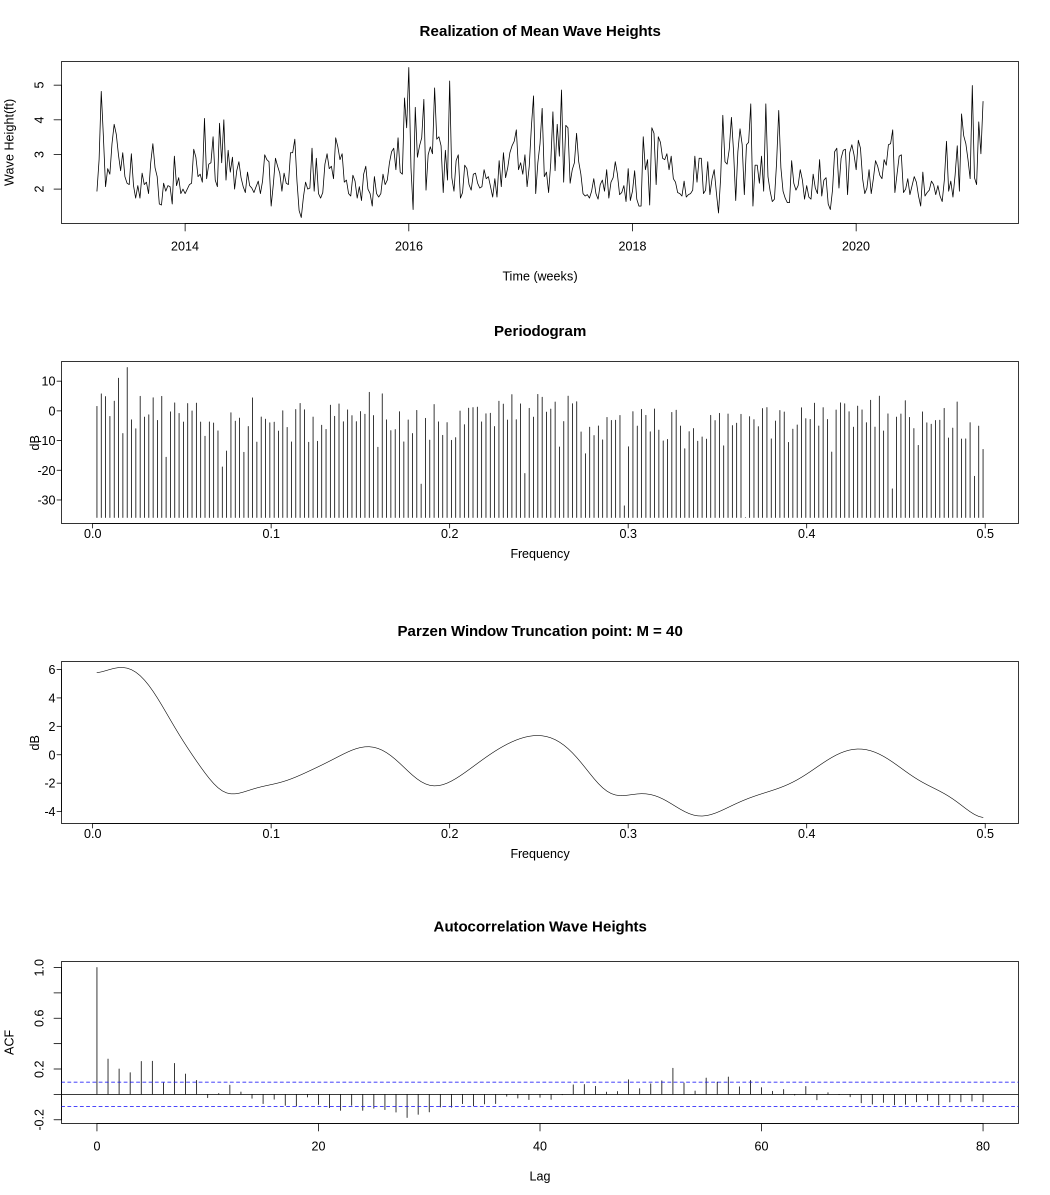 Realization of Mean Wave Heights
Wave Height(ft)
5
4
3
2
2014 2016 2018 2020
Time (weeks)
Periodogram
dB
10
0
-10
-20
-30
0.0 0.1 0.2 0.3 0.4 0.5
Frequency
Parzen Window Truncation point: M = 40
dB
6
4
2
0
-2
-4
0.0 0.1 0.2 0.3 0.4 0.5
Frequency
Autocorrelation Wave Heights
ACF
1.0
0.6
0.2
-0.2
0 20 40 60 80
Lag